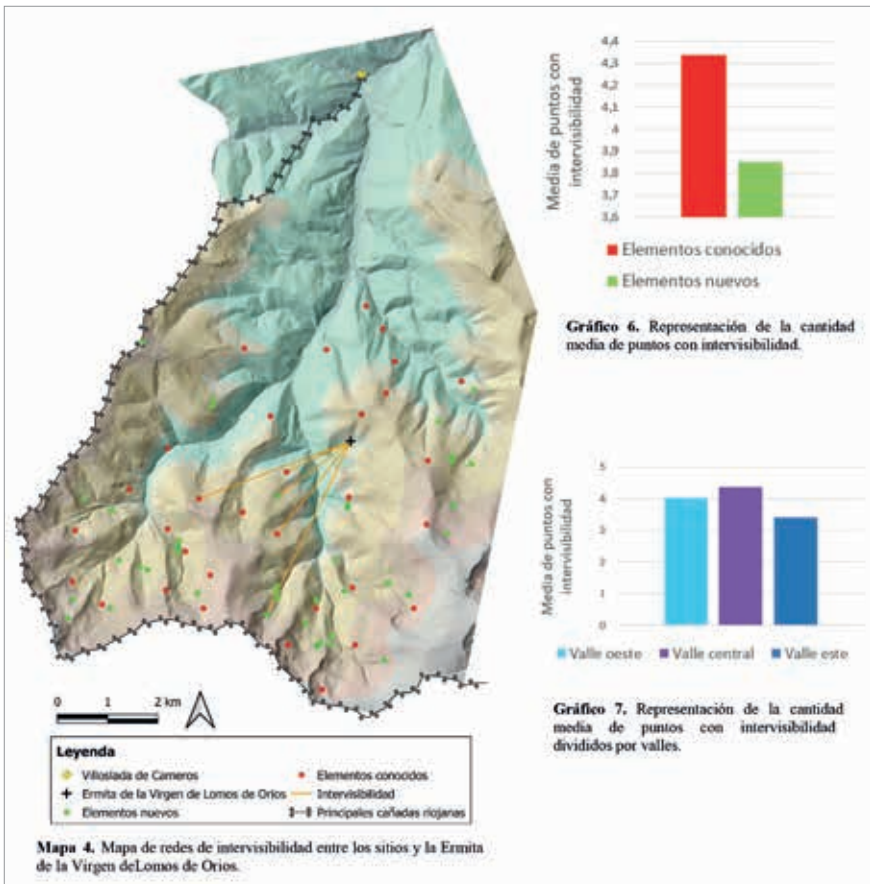 0 1 2 km
Leyenda
Villoslada de Cameros
Ermita de la Virgen de Lomos de Orios
Elementos nuevos
Elementos conocidos
Intervisibilidad
Principales cañadas riojanas
Mapa 4. Mapa de redes de intervisibilidad entre los sitios y la Ermita
de la Virgen deLomos de Orios.
Media de puntos con
intervisibilidad
4,4
4,3
4,2
4,1
4
3,9
3,8
3,7
3,6
Elementos conocidos
Elementos nuevos
Gráfico 6. Representación de la cantidad
media de puntos con intervisibilidad.
Media de puntos con
intervisibilidad
5
4
3
2
1
0
Valle oeste Valle central Valle este
Gráfico 7. Representación de la cantidad
media de puntos con intervisibilidad
divididos por valles.